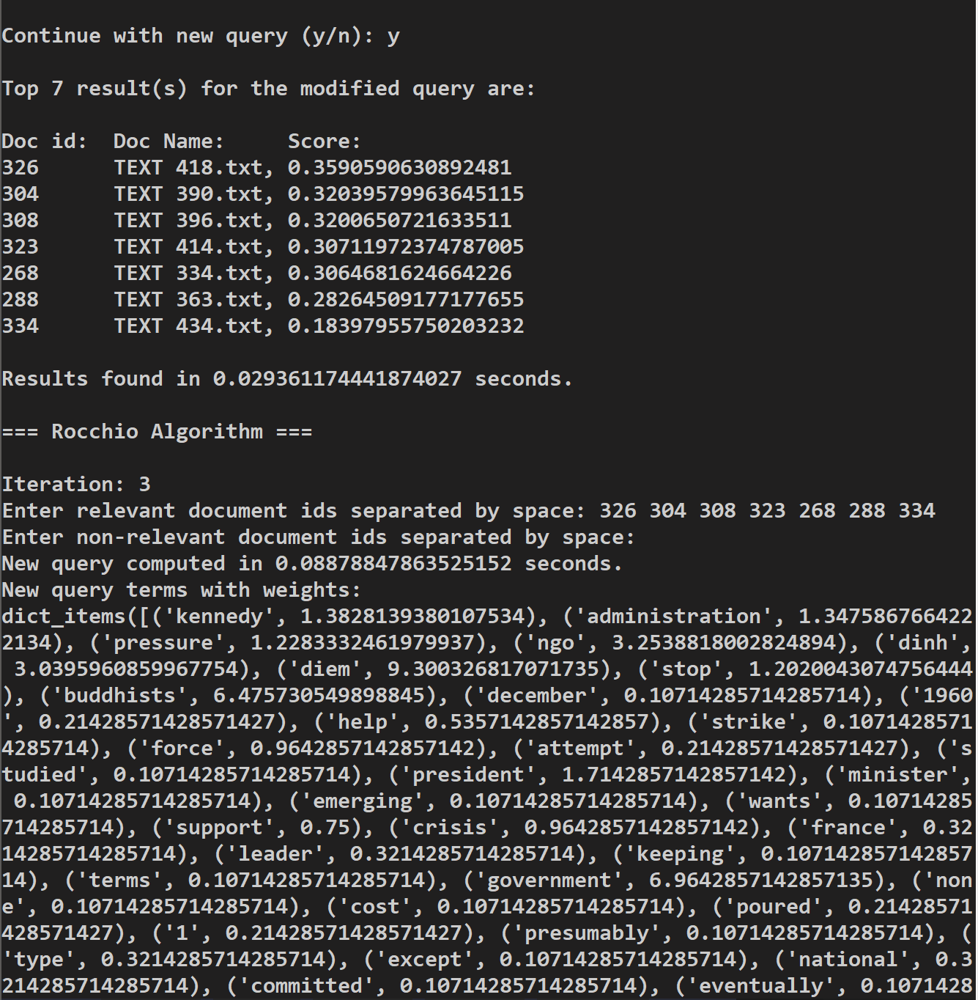 Continue with new query (y/n): y
Top 7 result(s) for the modified query are:
Doc id:  Doc Name:     Score:
326      TEXT 418.txt, 0.3590590630892481
304      TEXT 390.txt, 0.32039579963645115
308      TEXT 396.txt, 0.3200650721633511
323      TEXT 414.txt, 0.30711972374787005
268      TEXT 334.txt, 0.3064681624664226
288      TEXT 363.txt, 0.28264509177177655
334      TEXT 434.txt, 0.18397955750203232
Results found in 0.029361174441874027 seconds.
=== Rocchio Algorithm ===
Iteration: 3
Enter relevant document ids separated by space: 326 304 308 323 268 288 334
Enter non-relevant document ids separated by space:
New query computed in 0.08878847863525152 seconds.
New query terms with weights:
dict_items([('kennedy', 1.3828139380107534), ('administration', 1.347586766422
2134), ('pressure', 1.2283332461979937), ('ngo', 3.2538818002824894), ('dinh',
 3.0395960859967754), ('diem', 9.300326817071735), ('stop', 1.2020043074756444
), ('buddhists', 6.475730549898845), ('december', 0.10714285714285714), ('1960
', 0.21428571428571427), ('help', 0.5357142857142857), ('strike', 0.1071428571
4285714), ('force', 0.9642857142857142), ('attempt', 0.21428571428571427), ('s
tudied', 0.10714285714285714), ('president', 1.7142857142857142), ('minister',
 0.10714285714285714), ('emerging', 0.10714285714285714), ('wants', 0.10714285
714285714), ('support', 0.75), ('crisis', 0.9642857142857142), ('france', 0.32
14285714285714), ('leader', 0.3214285714285714), ('keeping', 0.107142857142857
14), ('terms', 0.10714285714285714), ('government', 6.9642857142857135), ('non
e', 0.10714285714285714), ('cost', 0.10714285714285714), ('poured', 0.21428571
428571427), ('1', 0.21428571428571427), ('presumably', 0.10714285714285714), (
'type', 0.3214285714285714), ('except', 0.10714285714285714), ('national', 0.3
214285714285714), ('committed', 0.10714285714285714), ('eventually', 0.1071428